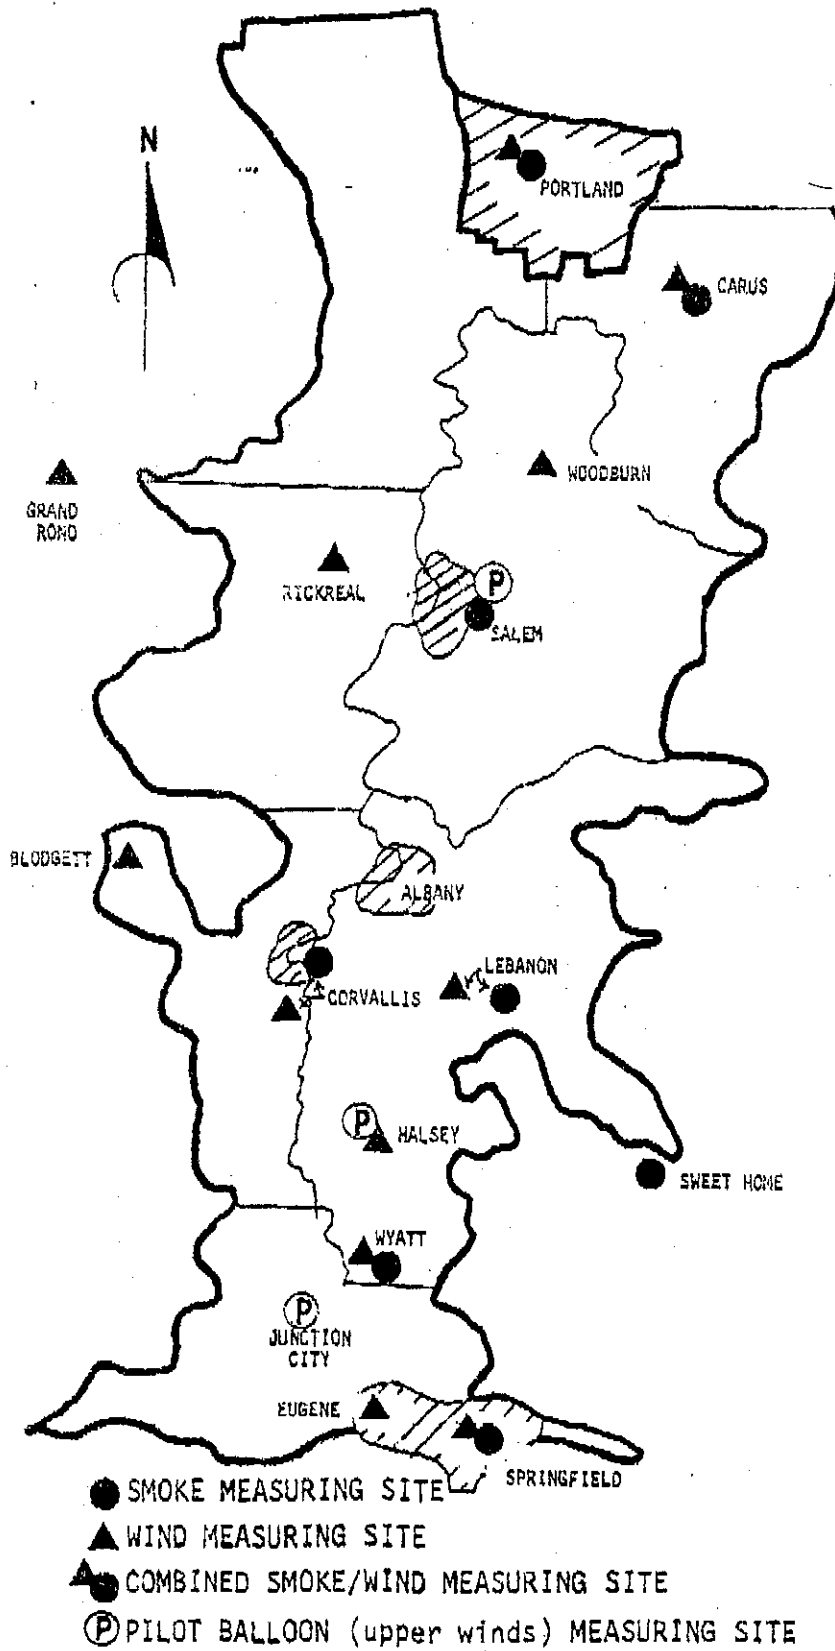 N
PORTLAND
CARUS
WOODBURN
GRAND
ROND
RICKREAL
P
SALEM
BLODGETT
ALBANY
LEBANON
CORVALLIS
P
HALSEY
SWEET HOME
WYATT
P
JUNCTION
CITY
EUGENE
SPRINGFIELD
SMOKE MEASURING SITE
WIND MEASURING SITE
COMBINED SMOKE/WIND MEASURING SITE
P PILOT BALLOON (upper winds) MEASURING SITE